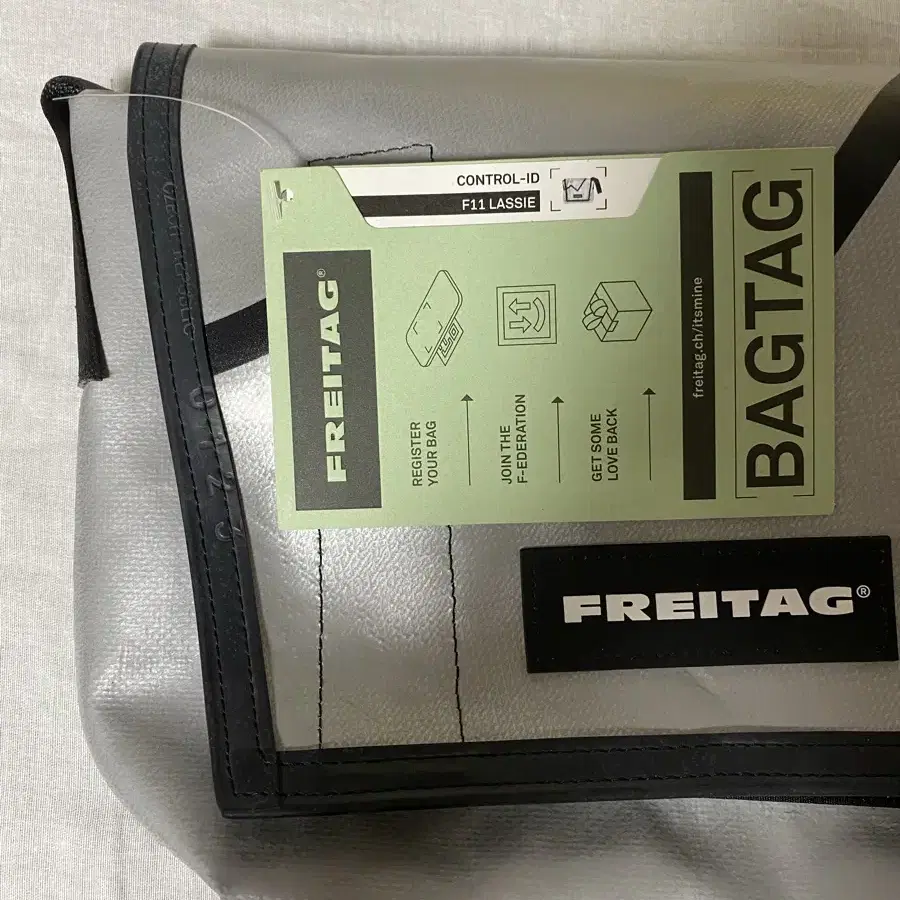 CONTROL-ID
F11 LASSIE
FREITAG®
REGISTER
YOUR BAG
JOIN THE
F-EDERATION
GET SOME
LOVE BACK
freitag.ch/itsmine
[BAGTAG]
FREITAG®